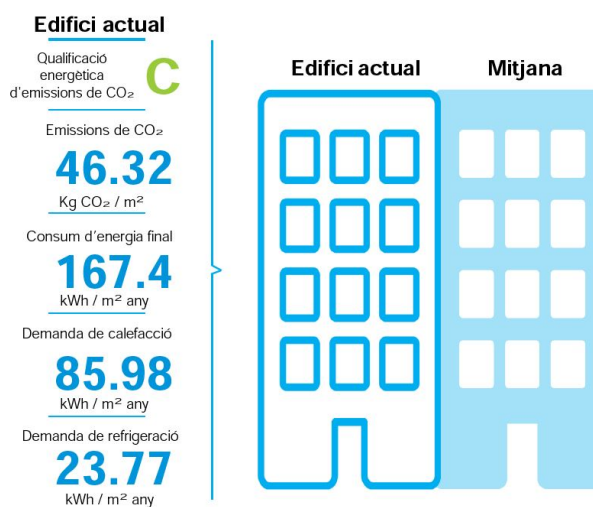 Edifici actual
Qualificació
energètica
d'emissions de CO₂
C
Emissions de CO₂
46.32
Kg CO₂ / m²
Consum d'energia final
167.4
kWh / m² any
Demanda de calefacció
85.98
kWh / m² any
Demanda de refrigeració
23.77
kWh / m² any
Edifici actual
Mitjana